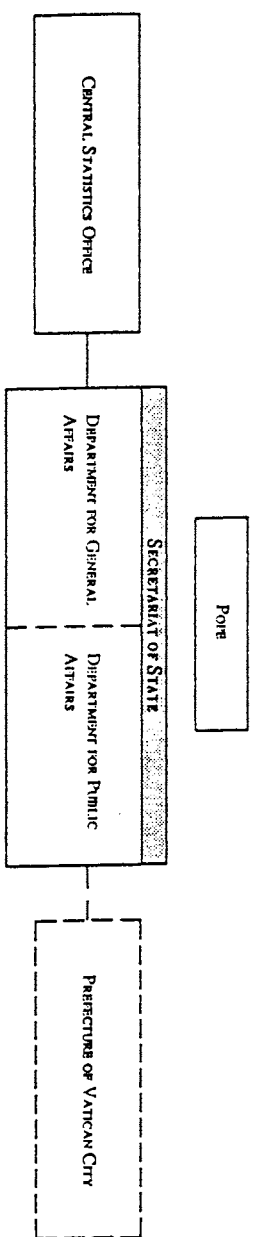 POPE
SECRETARIAT OF STATE
CENTRAL STATISTICS OFFICE
DEPARTMENT FOR GENERAL
AFFAIRS
DEPARTMENT FOR PUBLIC
AFFAIRS
PREFECTURE OF VATICAN CITY